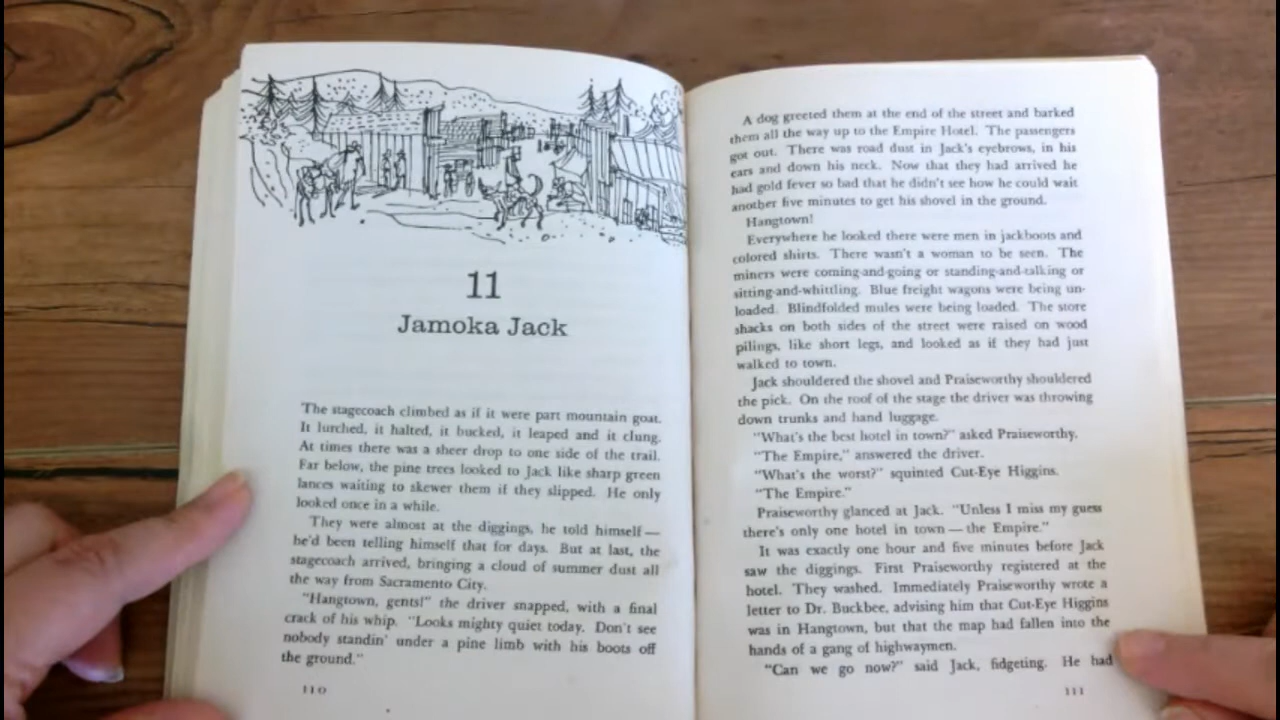 11
Jamoka Jack
The stagecoach climbed as if it were part mountain goat.
It lurched, it halted, it bucked, it leaped and it clung.
At times there was a sheer drop to one side of the trail.
Far below, the pine trees looked to Jack like sharp green
lances waiting to skewer them if they slipped. He only
looked once in a while.
They were almost at the diggings, he told himself —
he'd been telling himself that for days. But at last, the
stagecoach arrived, bringing a cloud of summer dust all
the way from Sacramento City.
"Hangtown, gents!" the driver snapped, with a final
crack of his whip. "Looks mighty quiet today. Don't see
nobody standin' under a pine limb with his boots off
the ground."
110
A dog greeted them at the end of the street and barked
them all the way up to the Empire Hotel. The passengers
got out. There was road dust in Jack's eyebrows, in his
ears and down his neck. Now that they had arrived he
had gold fever so bad that he didn't see how he could wait
another five minutes to get his shovel in the ground.
Hangtown!
Everywhere he looked there were men in jackboots and
colored shirts. There wasn't a woman to be seen. The
miners were coming-and-going or standing-and-talking or
sitting-and-whittling. Blue freight wagons were being un-
loaded. Blindfolded mules were being loaded. The store
shacks on both sides of the street were raised on wood
pilings, like short legs, and looked as if they had just
walked to town.
Jack shouldered the shovel and Praiseworthy shouldered
the pick. On the roof of the stage the driver was throwing
down trunks and hand luggage.
"What's the best hotel in town?" asked Praiseworthy.
"The Empire," answered the driver.
"What's the worst?" squinted Cut-Eye Higgins.
"The Empire."
Praiseworthy glanced at Jack. "Unless I miss my guess
there's only one hotel in town — the Empire."
It was exactly one hour and five minutes before Jack
saw the diggings. First Praiseworthy registered at the
hotel. They washed. Immediately Praiseworthy wrote a
letter to Dr. Buckbee, advising him that Cut-Eye Higgins
was in Hangtown, but that the map had fallen into the
hands of a gang of highwaymen.
"Can we go now?" said Jack, fidgeting. He had
111